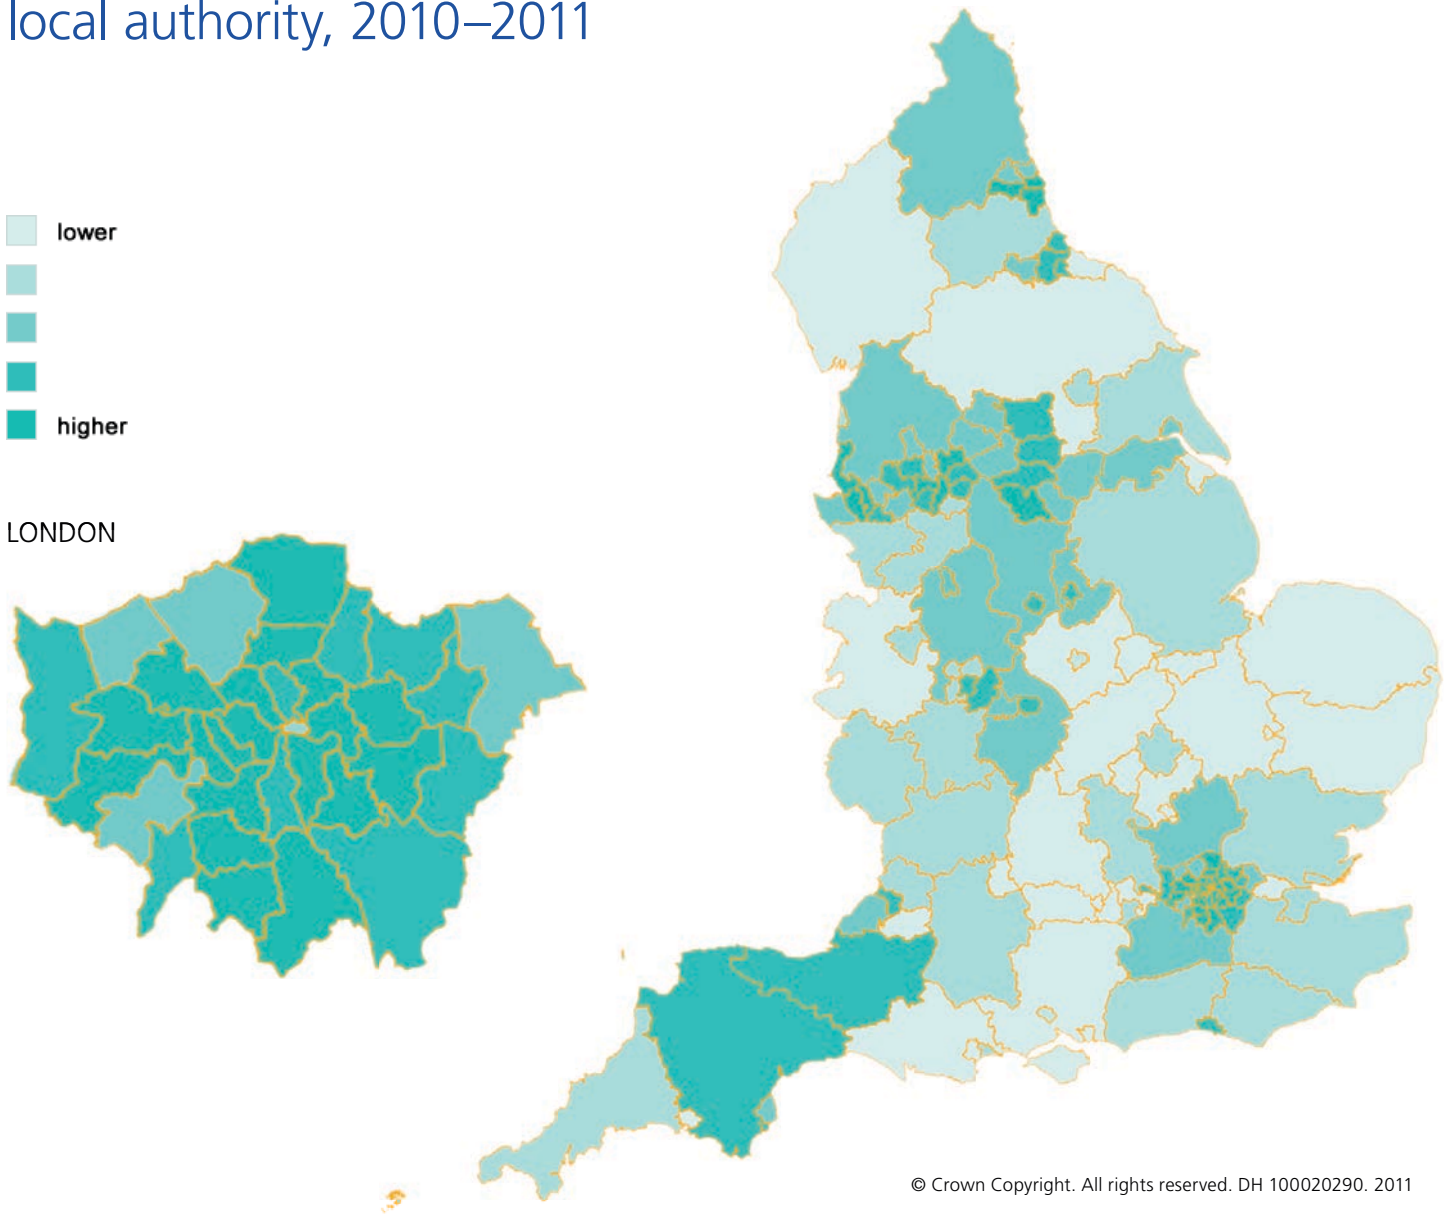 local authority, 2010–2011
lower
higher
LONDON
© Crown Copyright. All rights reserved. DH 100020290. 2011